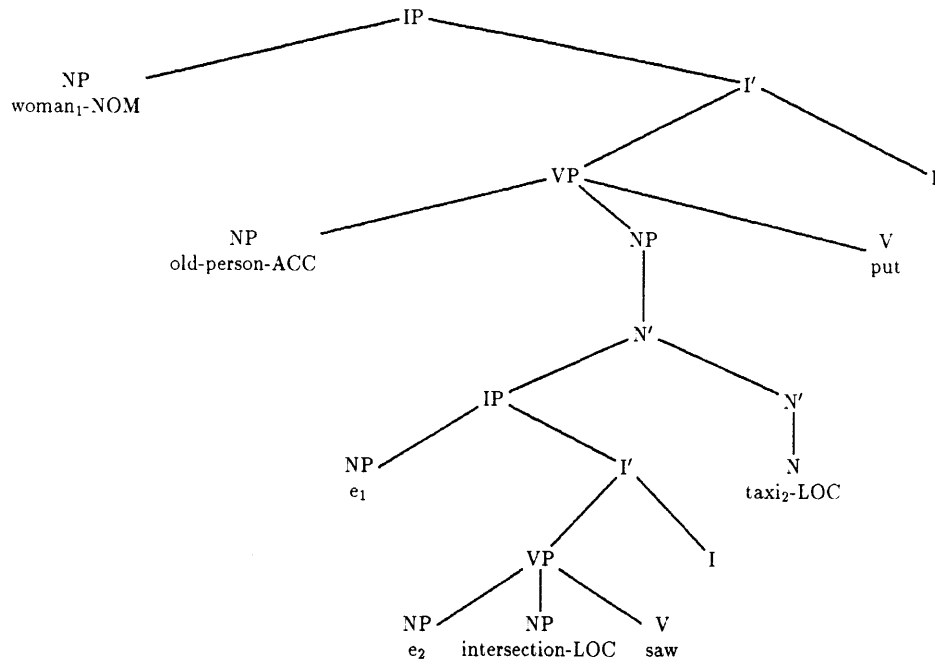 IP
NP
woman₁-NOM
I′
VP
I
NP
old-person-ACC
NP
V
put
N′
IP
N′
NP
e₁
I′
N
taxi₂-LOC
VP
I
NP
e₂
NP
intersection-LOC
V
saw